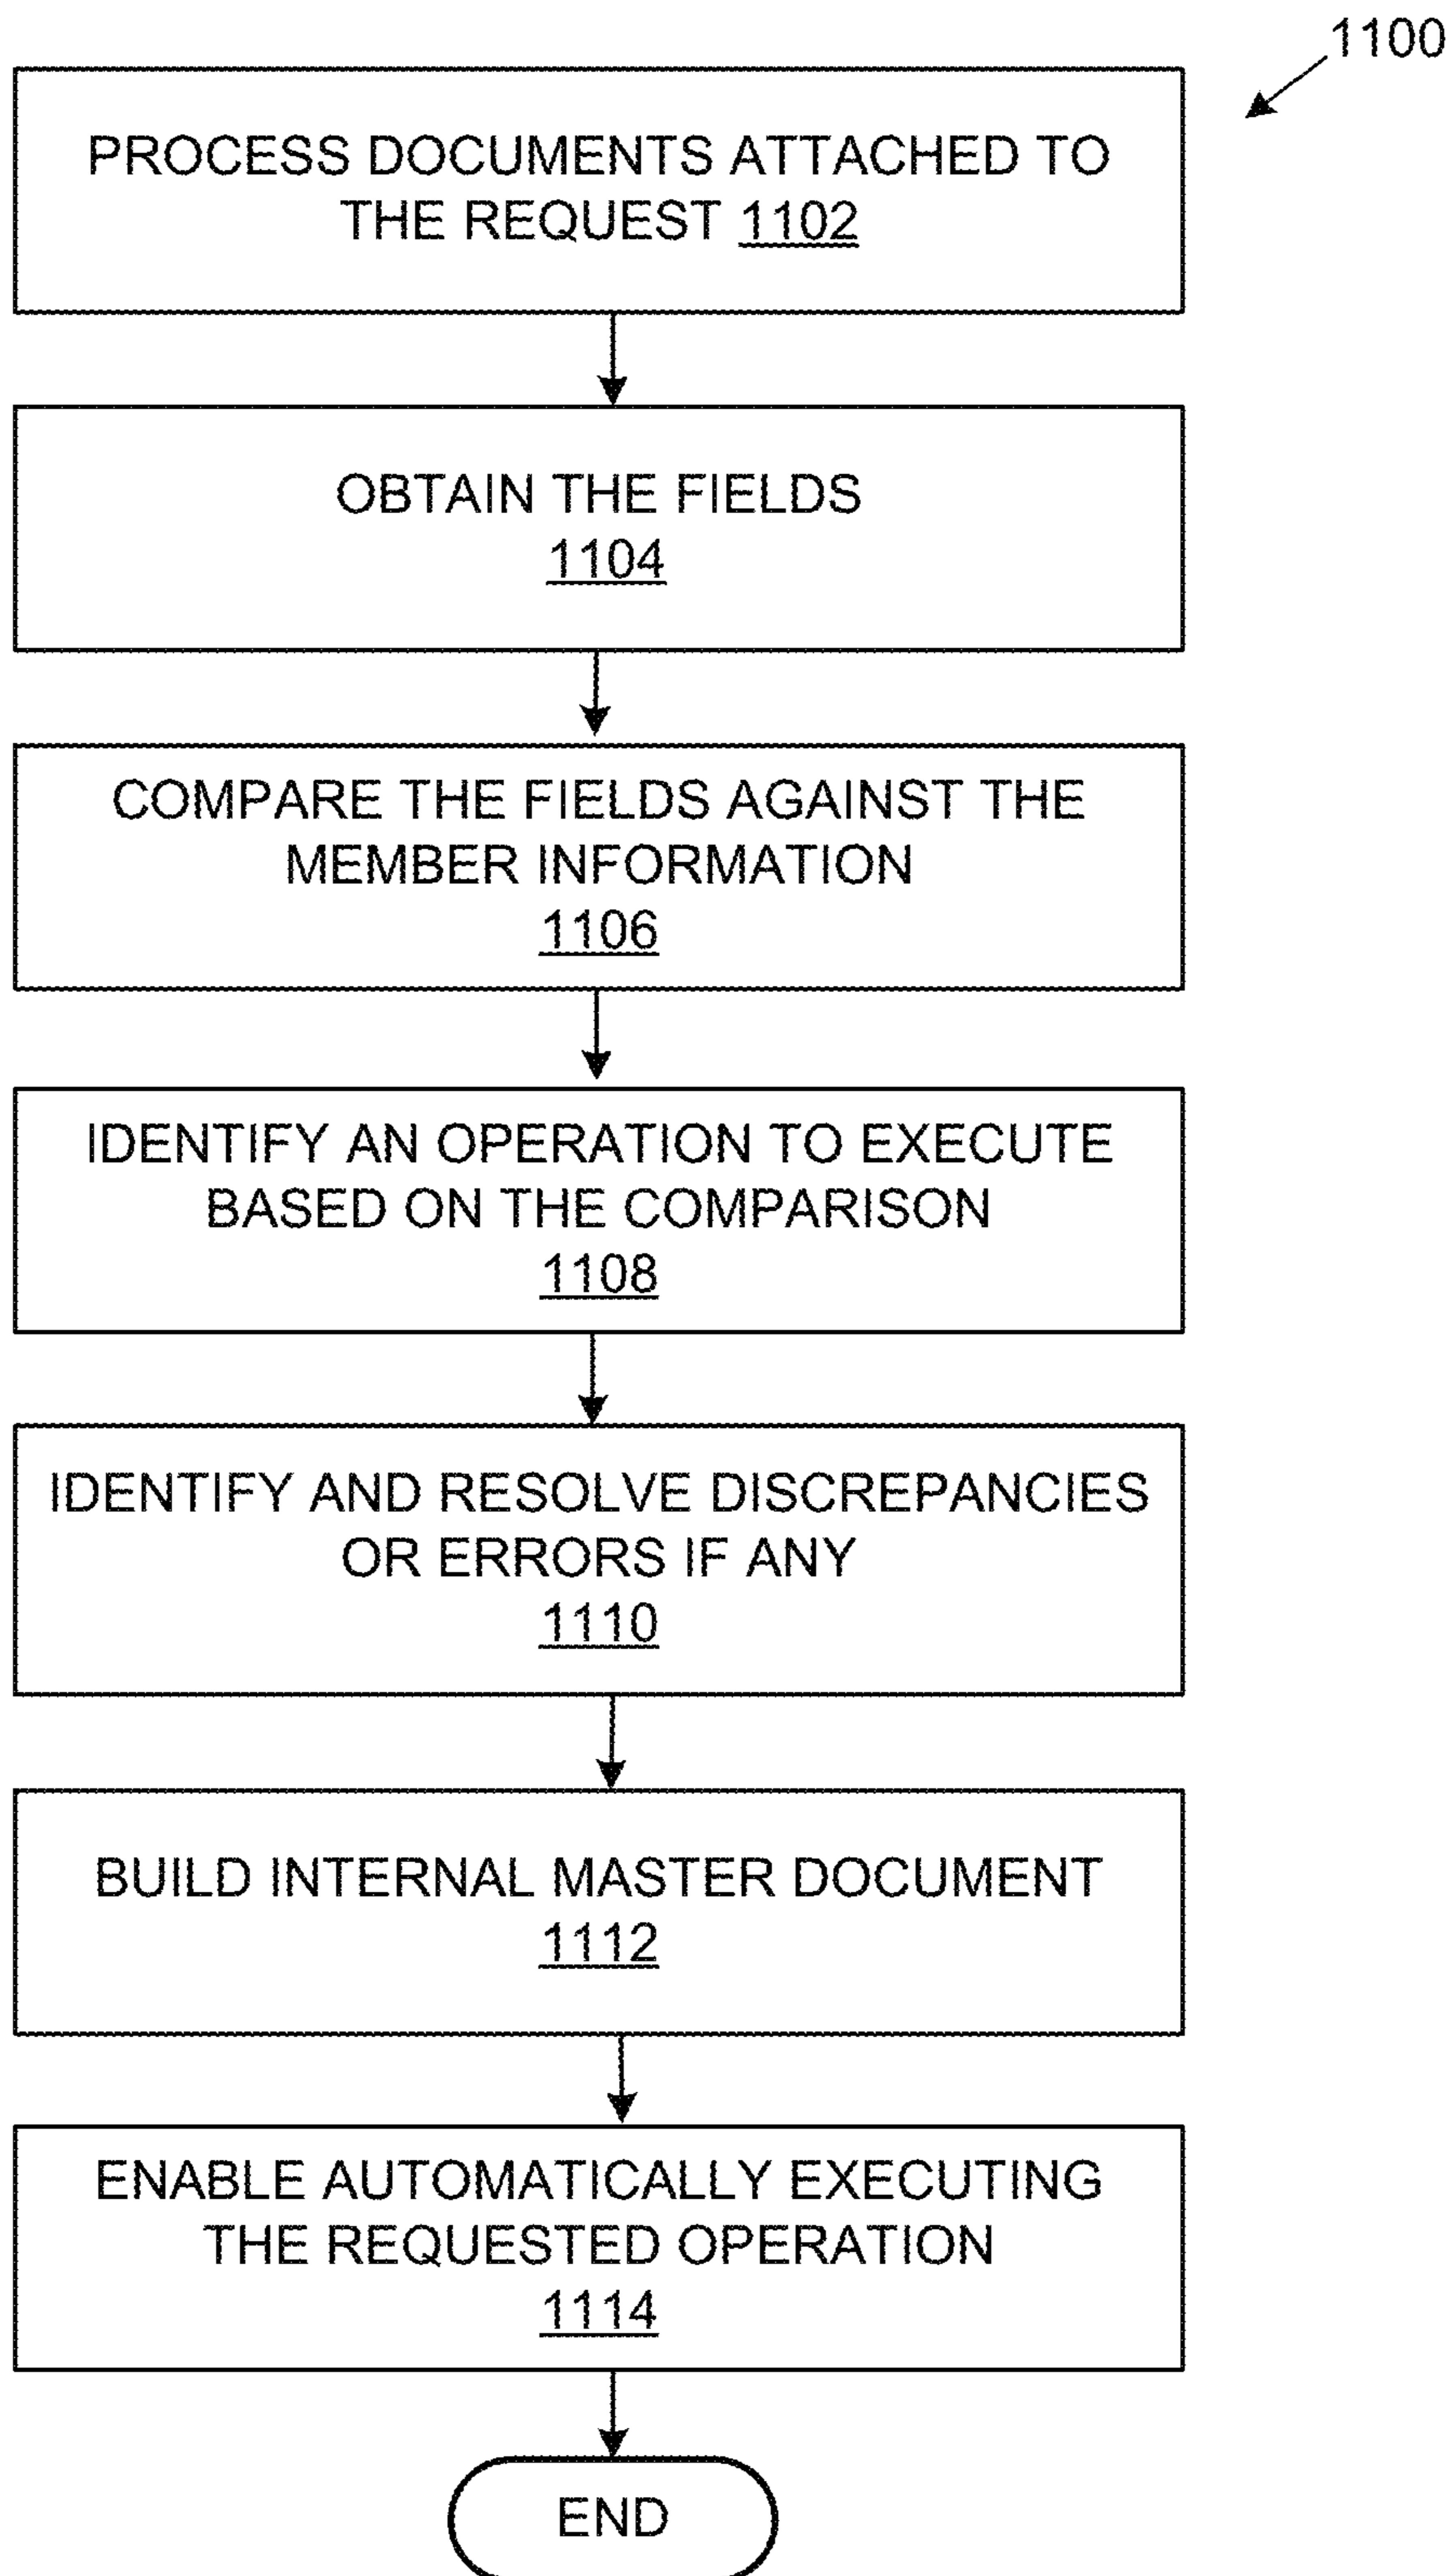 1100
PROCESS DOCUMENTS ATTACHED TO
THE REQUEST 1102
OBTAIN THE FIELDS
1104
COMPARE THE FIELDS AGAINST THE
MEMBER INFORMATION
1106
IDENTIFY AN OPERATION TO EXECUTE
BASED ON THE COMPARISON
1108
IDENTIFY AND RESOLVE DISCREPANCIES
OR ERRORS IF ANY
1110
BUILD INTERNAL MASTER DOCUMENT
1112
ENABLE AUTOMATICALLY EXECUTING
THE REQUESTED OPERATION
1114
END